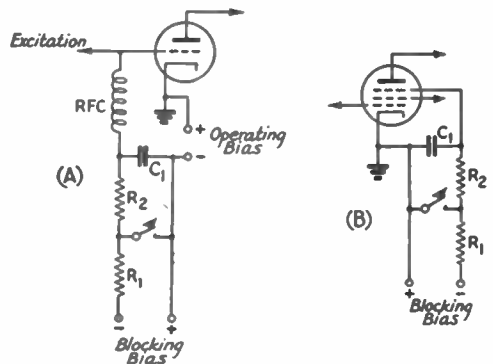 Excitation
RFC
+
Operating
Bias
-
C1
(A)
R2
R1
- +
Blocking
Bias
C1
R2
(B)
R1
+ -
Blocking
Bias